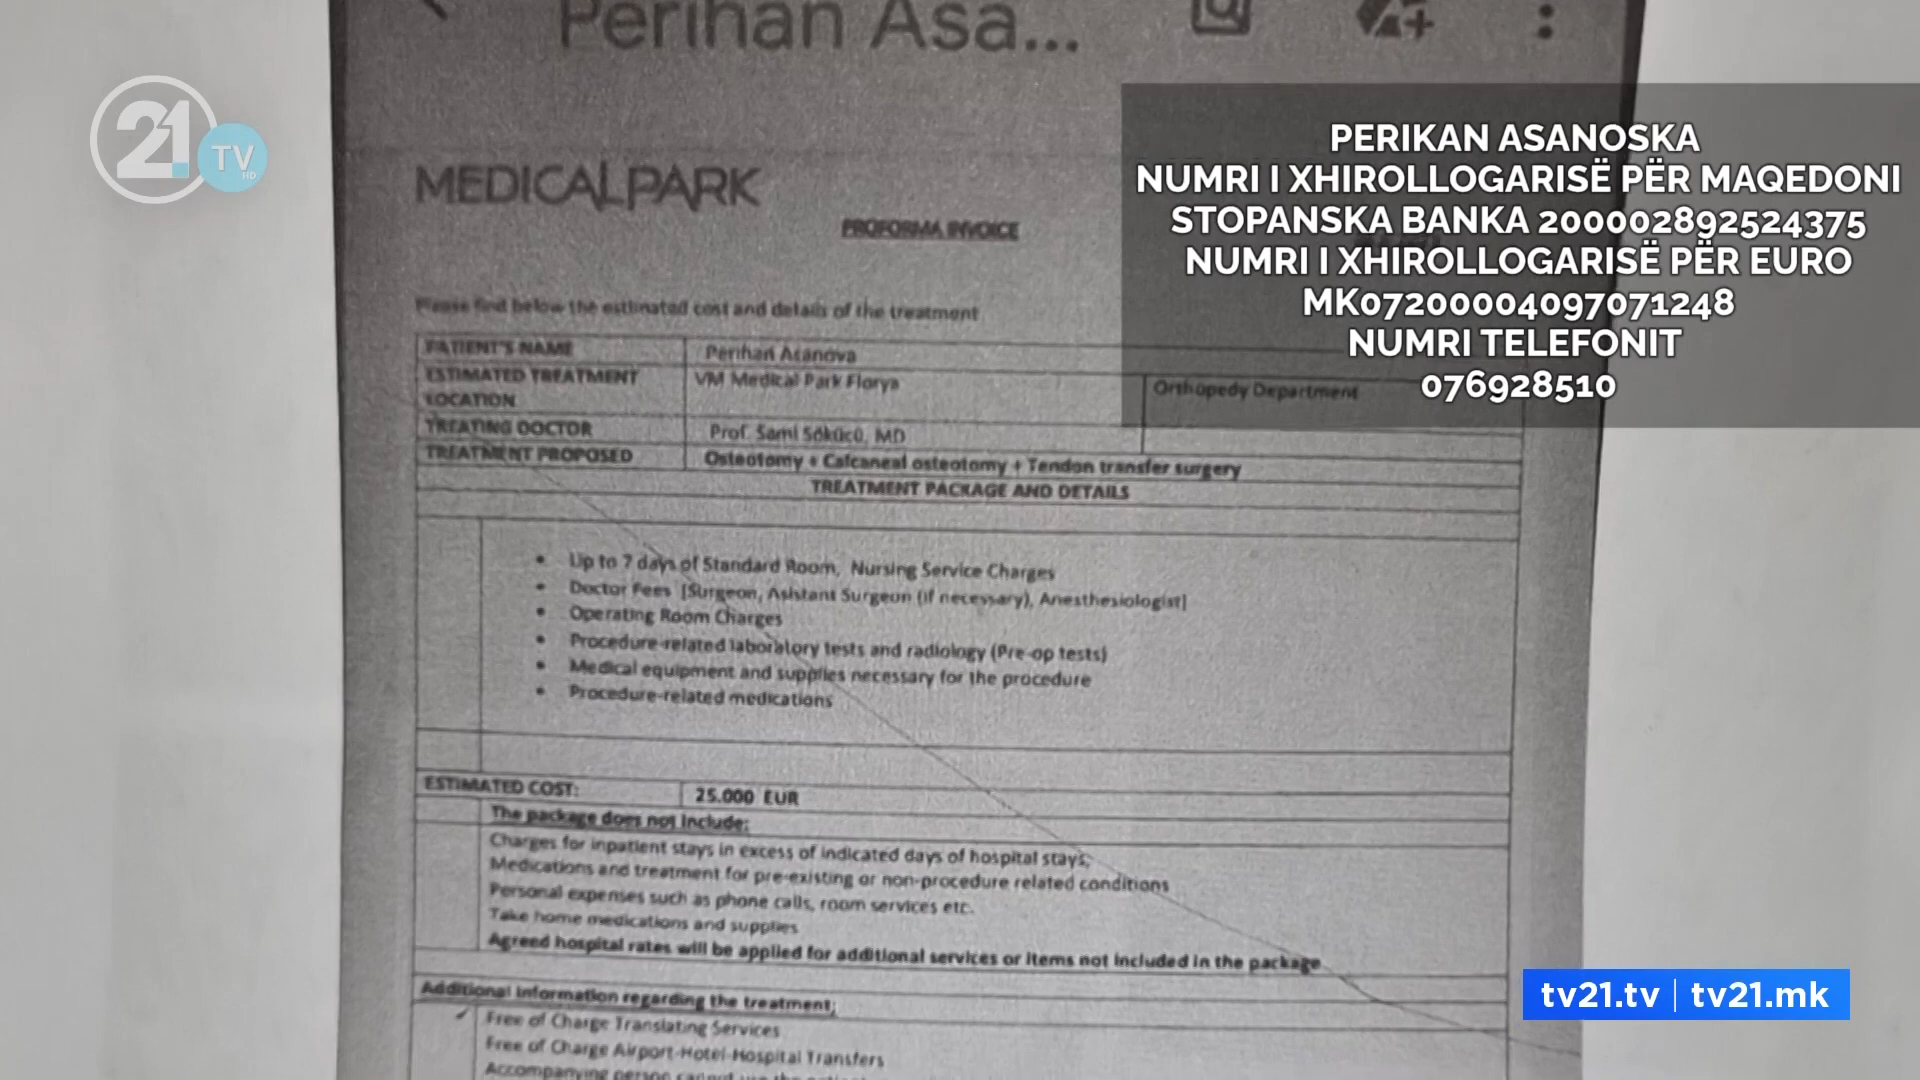 Perihan Asa...
21 TV HD
PERIKAN ASANOSKA
NUMRI I XHIROLLOGARISË PËR MAQEDONI
STOPANSKA BANKA 200002892524375
NUMRI I XHIROLLOGARISË PËR EURO
MK07200004097071248
NUMRI TELEFONIT
076928510
MEDICALPARK
PROFORMA INVOICE
Please find below the estimated cost and details of the treatment
PATIENT'S NAME Perihan Asanova
ESTIMATED TREATMENT LOCATION VM Medical Park Florya Orthopedy Department
TREATING DOCTOR Prof. Sami Sökücü, MD
TREATMENT PROPOSED Osteotomy + Calcaneal osteotomy + Tendon transfer surgery
TREATMENT PACKAGE AND DETAILS
• Up to 7 days of Standard Room, Nursing Service Charges
• Doctor Fees [Surgeon, Asistant Surgeon (if necessary), Anesthesiologist]
• Operating Room Charges
• Procedure-related laboratory tests and radiology (Pre-op tests)
• Medical equipment and supplies necessary for the procedure
• Procedure-related medications
ESTIMATED COST: 25.000 EUR
The package does not include:
Charges for inpatient stays in excess of indicated days of hospital stays;
Medications and treatment for pre-existing or non-procedure related conditions
Personal expenses such as phone calls, room services etc.
Take home medications and supplies
Agreed hospital rates will be applied for additional services or items not included in the package
Additional information regarding the treatment;
✓ Free of Charge Translating Services
Free of Charge Airport-Hotel-Hospital Transfers
Accompanying person cannot use the
tv21.tv | tv21.mk